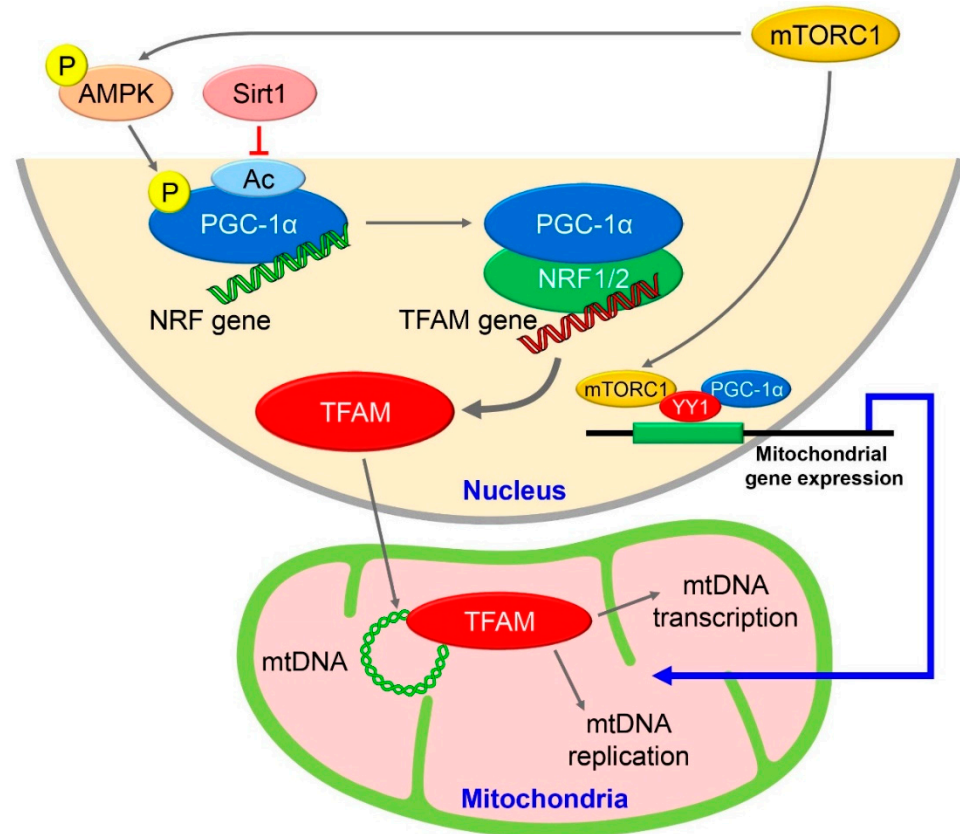 mTORC1
P
AMPK
Sirt1
P
Ac
PGC-1α
PGC-1α
NRF1/2
NRF gene
TFAM gene
mTORC1
PGC-1α
YY1
TFAM
Mitochondrial
gene expression
Nucleus
TFAM
mtDNA
transcription
mtDNA
mtDNA
replication
Mitochondria